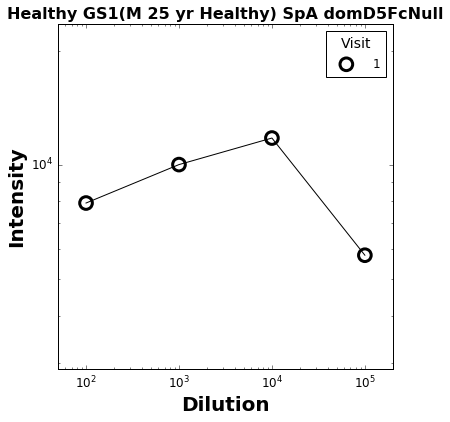 Healthy GS1(M 25 yr Healthy) SpA domD5FcNull
Visit
1
10^4
Intensity
10^2 10^3 10^4 10^5
Dilution